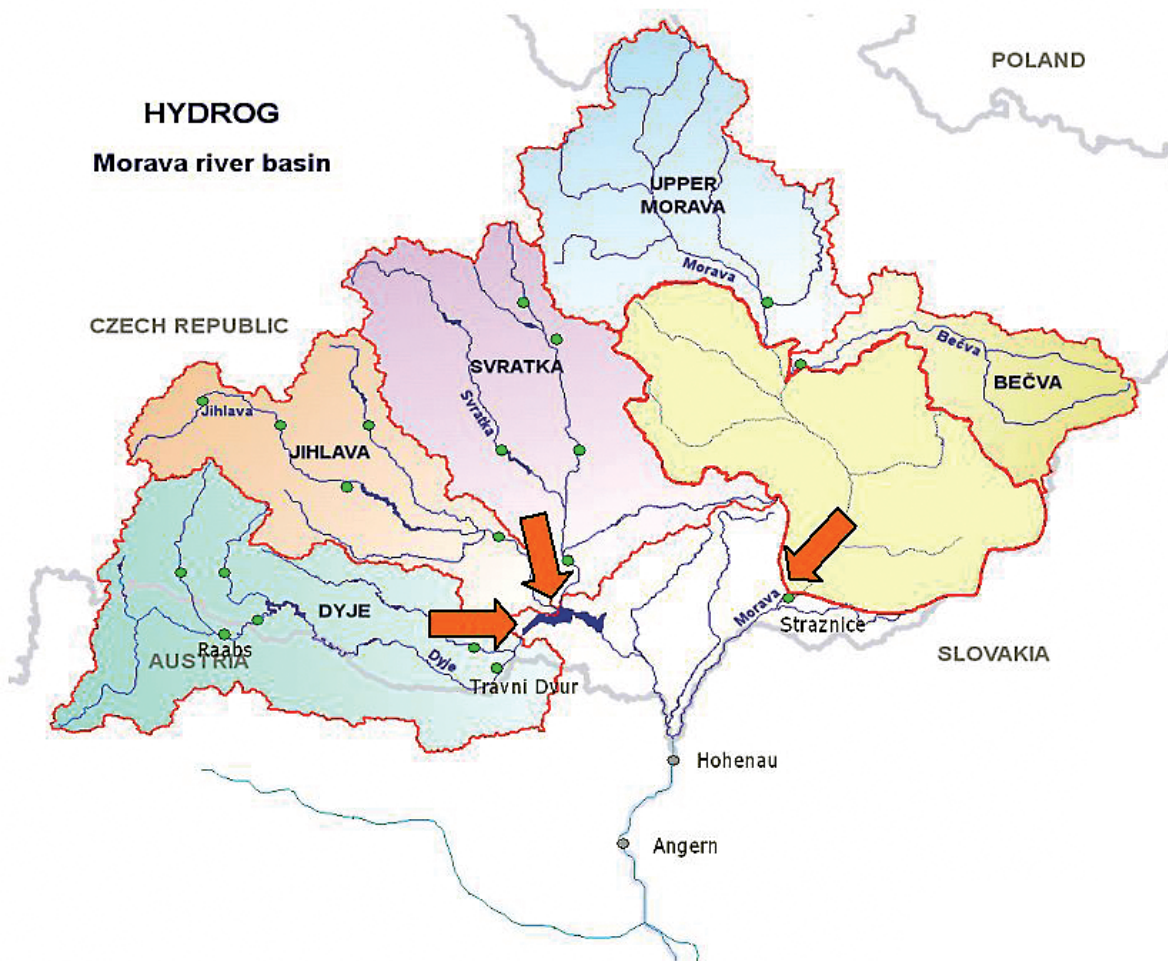 POLAND
HYDROG
Morava river basin
UPPER
MORAVA
Morava
CZECH REPUBLIC
Bečva
SVRATKA
BEČVA
Svratka
Jihlava
JIHLAVA
DYJE
Morava
Straznice
Raabs
AUSTRIA
Dyje
SLOVAKIA
Travni Dvur
Hohenau
Angern